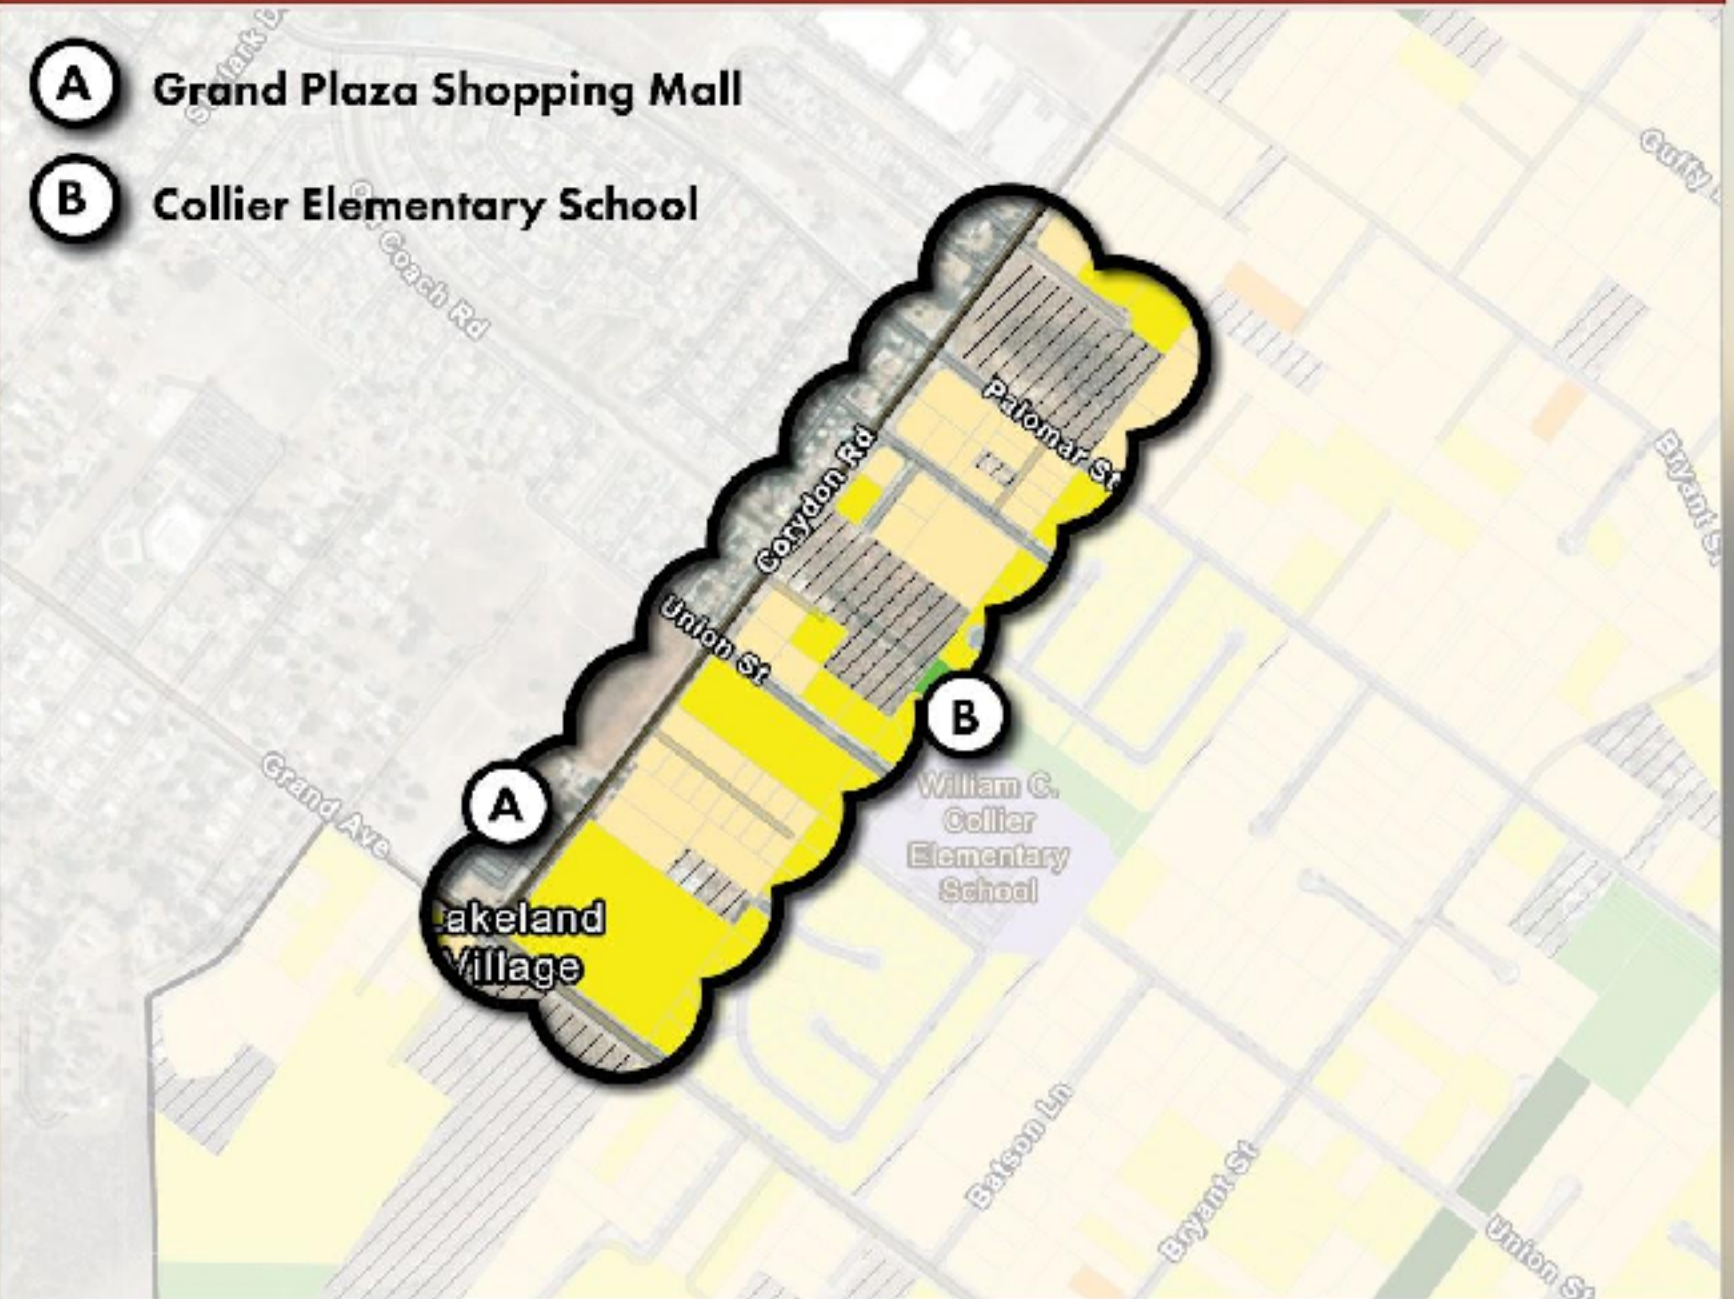 A Grand Plaza Shopping Mall
B Collier Elementary School
Coach Rd
Guffy
Palomar St
Corydon Rd
Bryant St
Union St
B
A
Grand Ave
William C.
Collier
Elementary
School
akeland
Village
Batson Ln
Bryant St
Union St